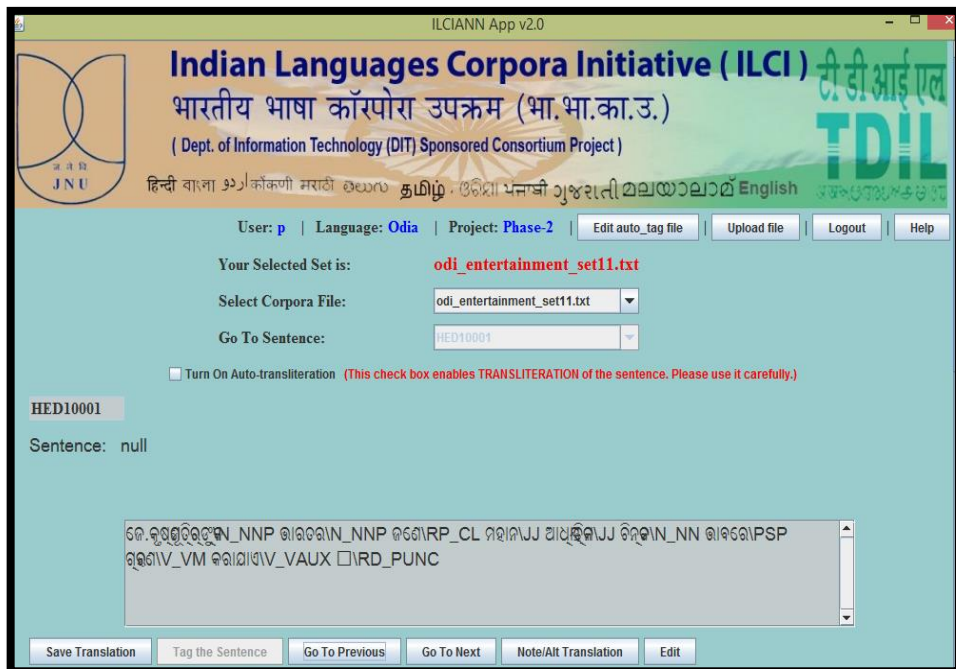 ILCIANN App v2.0
Indian Languages Corpora Initiative ( ILCI )
भारतीय भाषा कॉरपोरा उपक्रम (भा.भा.का.उ.)
( Dept. of Information Technology (DIT) Sponsored Consortium Project )
ज ने वि
JNU
हिन्दी বাংলা اردو कोंकणी मराठी తెలుగు தமிழ் ଓଡ଼ିଆ ਪੰਜਾਬੀ ગુજરાતી മലയാലാമ് English
टी डी आई एल
TDIL
User: p | Language: Odia | Project: Phase-2 | Edit auto_tag file | Upload file | Logout | Help
Your Selected Set is: odi_entertainment_set11.txt
Select Corpora File: odi_entertainment_set11.txt
Go To Sentence: HED10001
Turn On Auto-transliteration (This check box enables TRANSLITERATION of the sentence. Please use it carefully.)
HED10001
Sentence: null
ଜେ.\N_NNP ଭାରତର\N_NNP ଜଣେ\RP_CL ମହାନ\JJ \JJ \N_NN ଭାବରେ\PSP
\V_VM କରାଯାଏ\V_VAUX □\RD_PUNC
Save Translation Tag the Sentence Go To Previous Go To Next Note/Alt Translation Edit